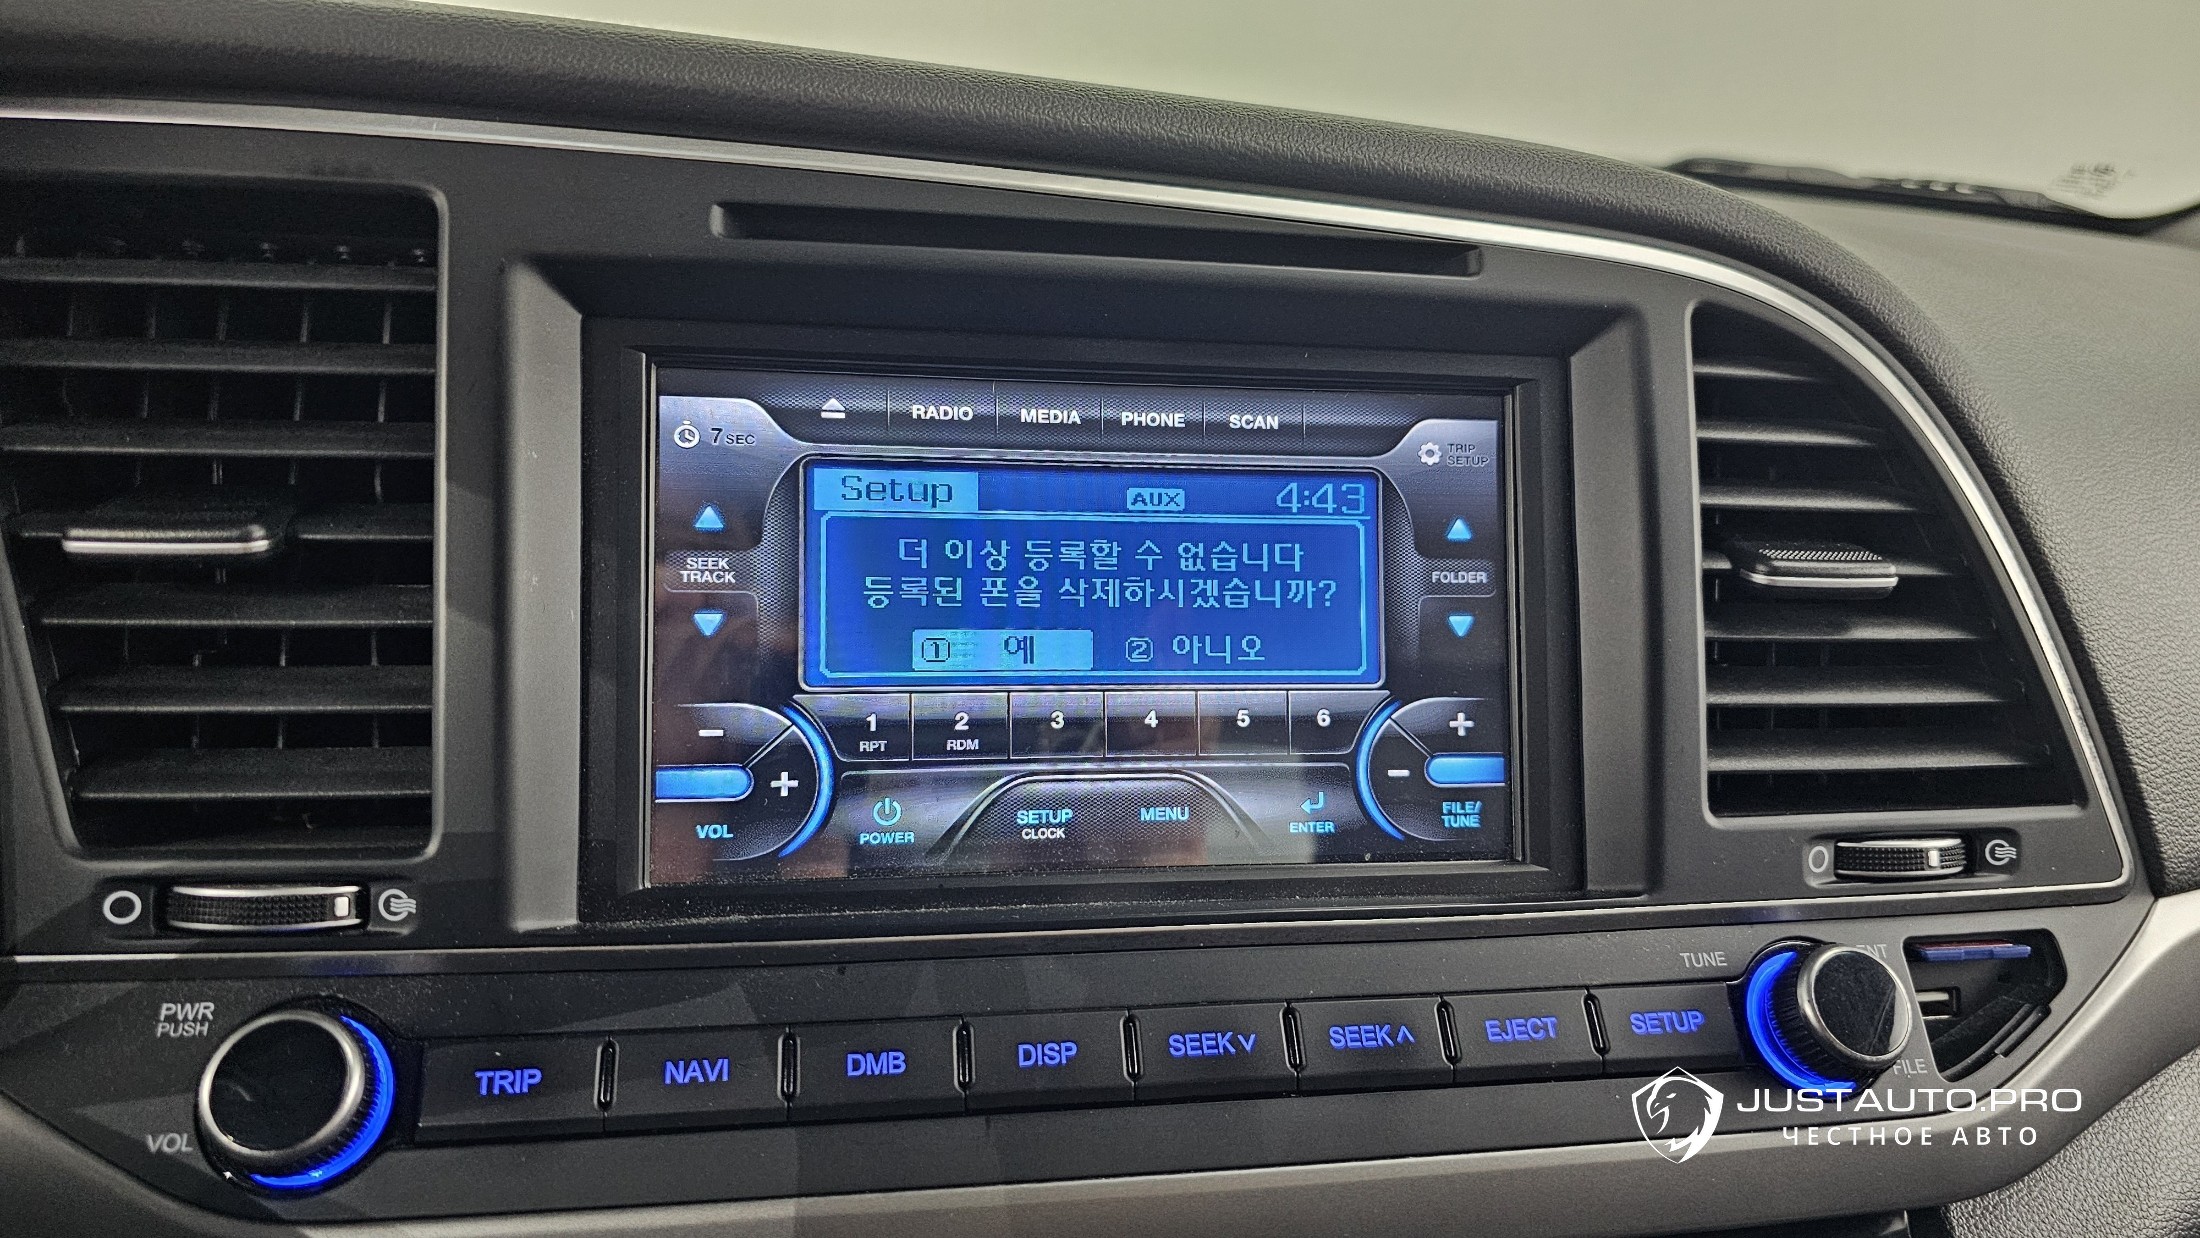 RADIO
MEDIA
PHONE
SCAN
7 SEC
TRIP
SETUP
Setup
AUX
4:43
더 이상 등록할 수 없습니다
등록된 폰을 삭제하시겠습니까?
1 예
2 아니오
SEEK
TRACK
FOLDER
1
RPT
2
RDM
3
4
5
6
-
+
VOL
POWER
SETUP
CLOCK
MENU
ENTER
+
-
FILE/
TUNE
PWR
PUSH
VOL
TRIP
NAVI
DMB
DISP
SEEK ∨
SEEK ∧
EJECT
SETUP
TUNE
FILE
JUSTAUTO.PRO
ЧЕСТНОЕ АВТО